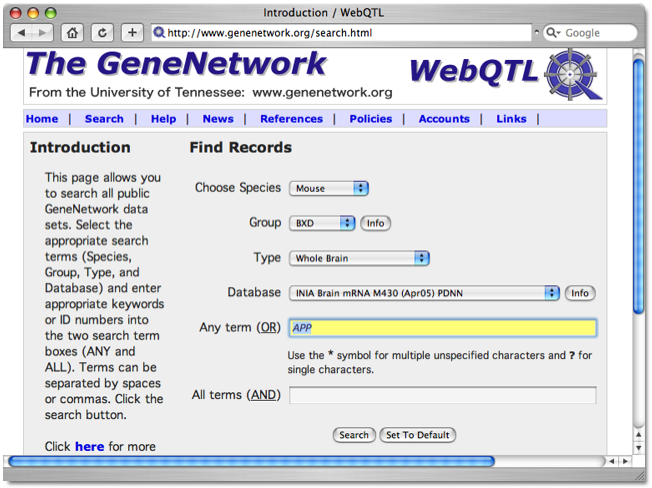 Introduction / WebQTL
http://www.genenetwork.org/search.html
Google
The GeneNetwork
WebQTL
From the University of Tennessee: www.genenetwork.org
Home | Search | Help | News | References | Policies | Accounts | Links |
Introduction
This page allows you
to search all public
GeneNetwork data
sets. Select the
appropriate search
terms (Species,
Group, Type, and
Database) and enter
appropriate keywords
or ID numbers into
the two search term
boxes (ANY and
ALL). Terms can be
separated by spaces
or commas. Click the
search button.
Click here for more
Find Records
Choose Species Mouse
Group BXD Info
Type Whole Brain
Database INIA Brain mRNA M430 (Apr05) PDNN Info
Any term (OR) APP
Use the * symbol for multiple unspecified characters and ? for
single characters.
All terms (AND)
Search Set To Default